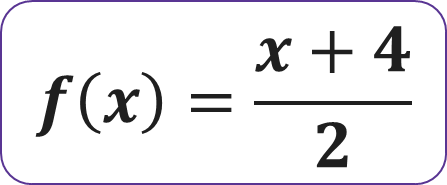 f(x) = (x + 4)/2